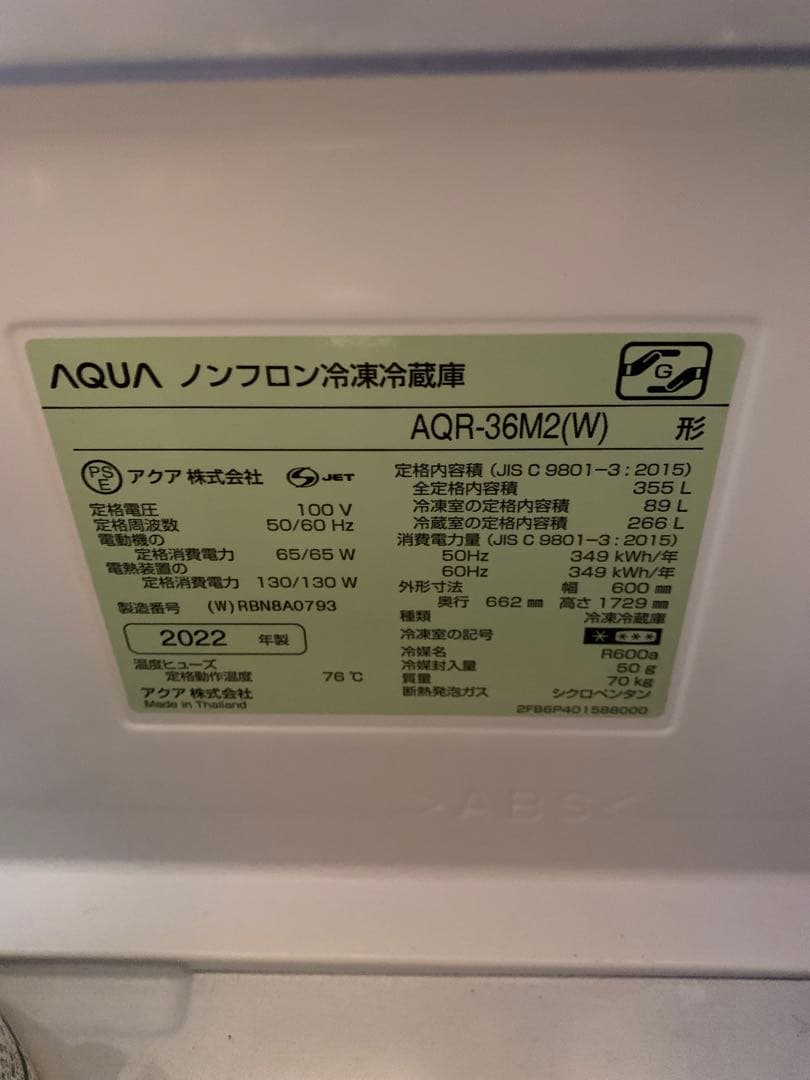 AQUA ノンフロン冷凍冷蔵庫
G
AQR-36M2(W) 形
PS
E
アクア 株式会社
JET
定格電圧 100 V
定格周波数 50/60 Hz
電動機の
定格消費電力 65/65 W
電熱装置の
定格消費電力 130/130 W
製造番号 (W)RBN8A0793
2022 年製
温度ヒューズ
定格動作温度 76 ℃
アクア 株式会社
Made in Thailand
定格内容積 (JIS C 9801-3 : 2015)
全定格内容積 355 L
冷凍室の定格内容積 89 L
冷蔵室の定格内容積 266 L
消費電力量 (JIS C 9801-3 : 2015)
50Hz 349 kWh/年
60Hz 349 kWh/年
外形寸法 幅 600 ㎜
奥行 662 ㎜ 高さ 1729 ㎜
種類 冷凍冷蔵庫
冷凍室の記号 * ***
冷媒名 R600a
冷媒封入量 50 g
質量 70 kg
断熱発泡ガス シクロペンタン
2FB6P401588000
>ABS<